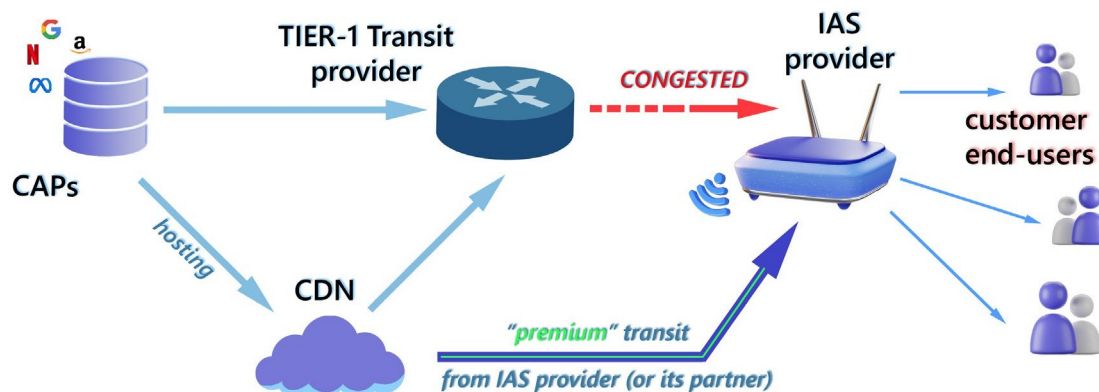 TIER-1 Transit
provider
IAS
provider
N
G
a
CONGESTED
CAPs
customer
end-users
hosting
CDN
"premium" transit
from IAS provider (or its partner)